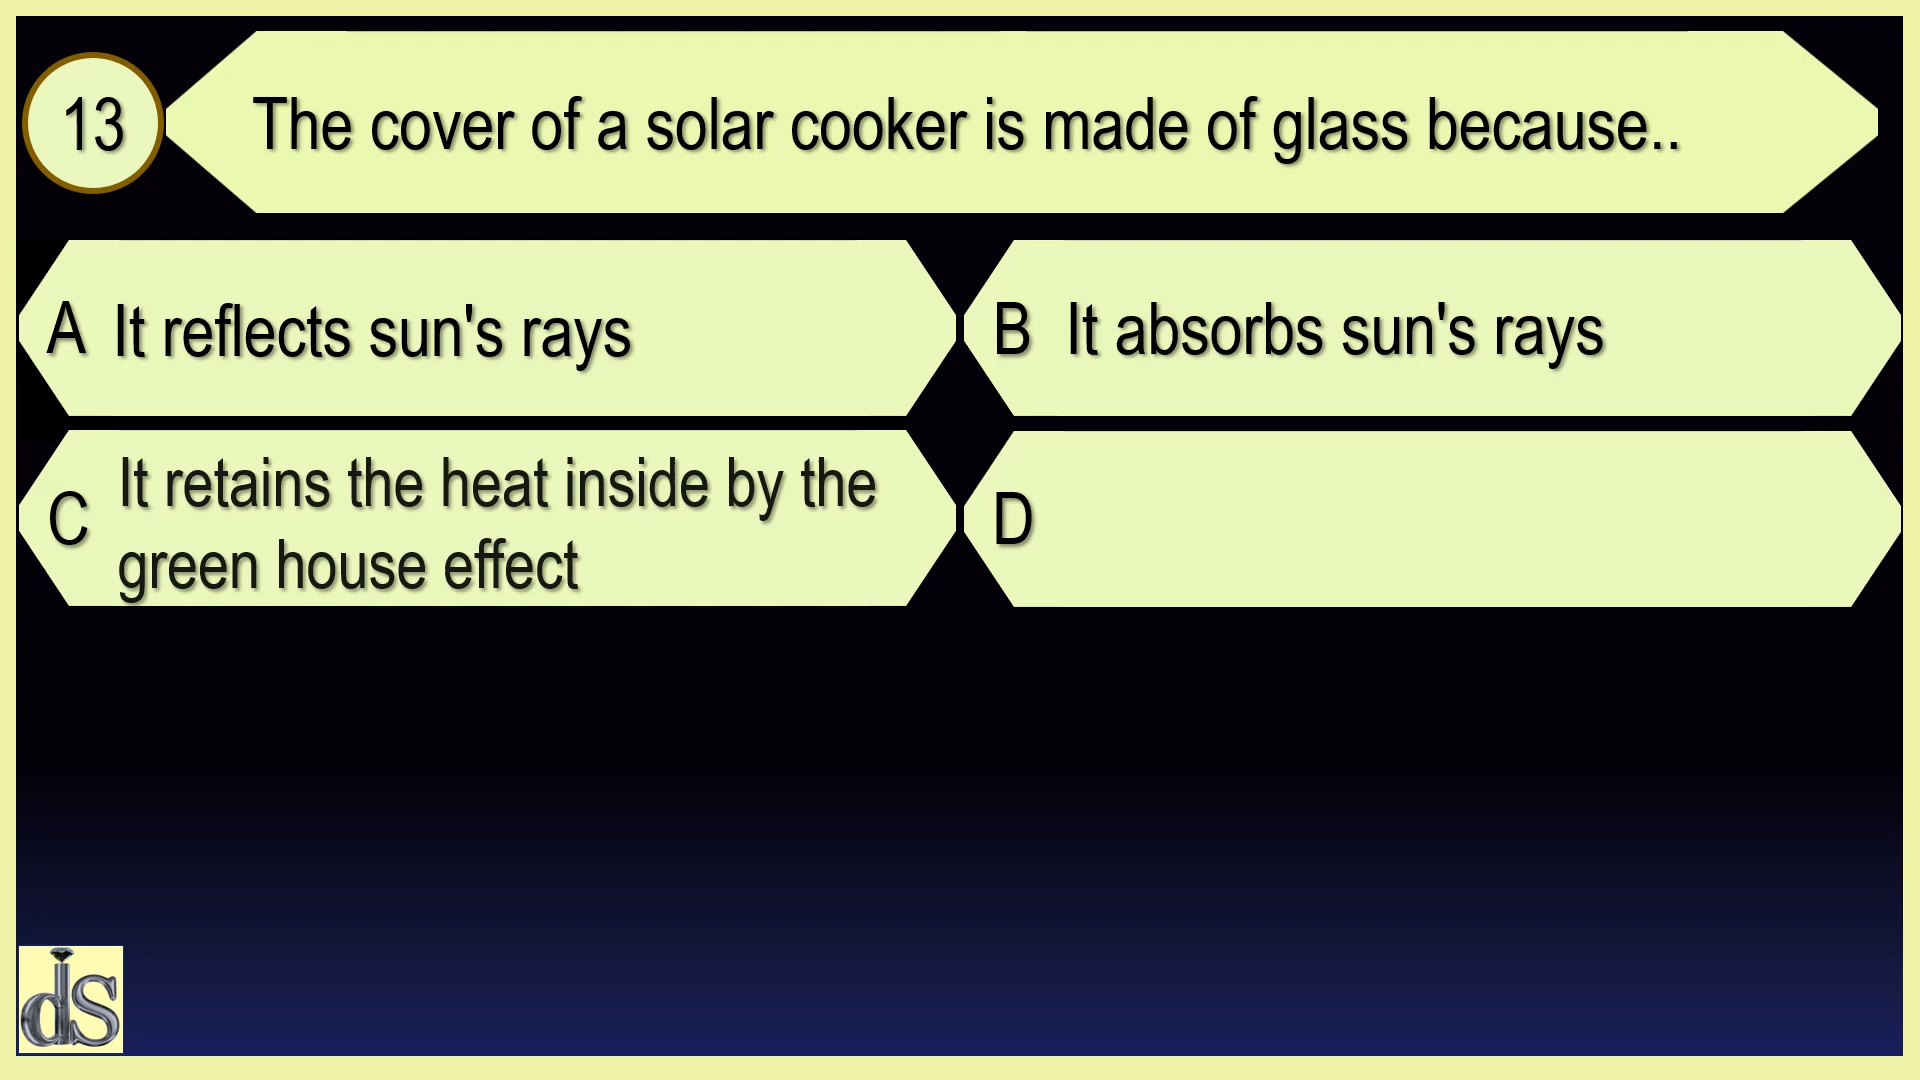 13
The cover of a solar cooker is made of glass because..
A It reflects sun's rays
B It absorbs sun's rays
C It retains the heat inside by the
green house effect
D
ds